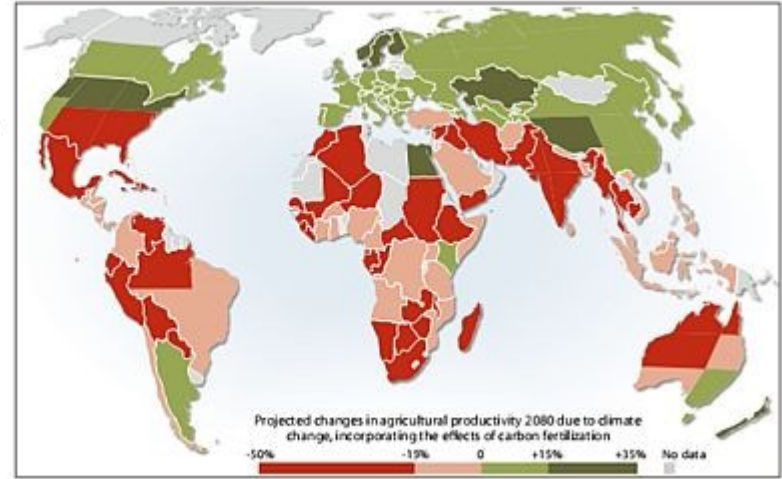 Projected changes in agricultural productivity 2080 due to climate
change, incorporating the effects of carbon fertilization
-50% -15% 0 +15% +35% No data